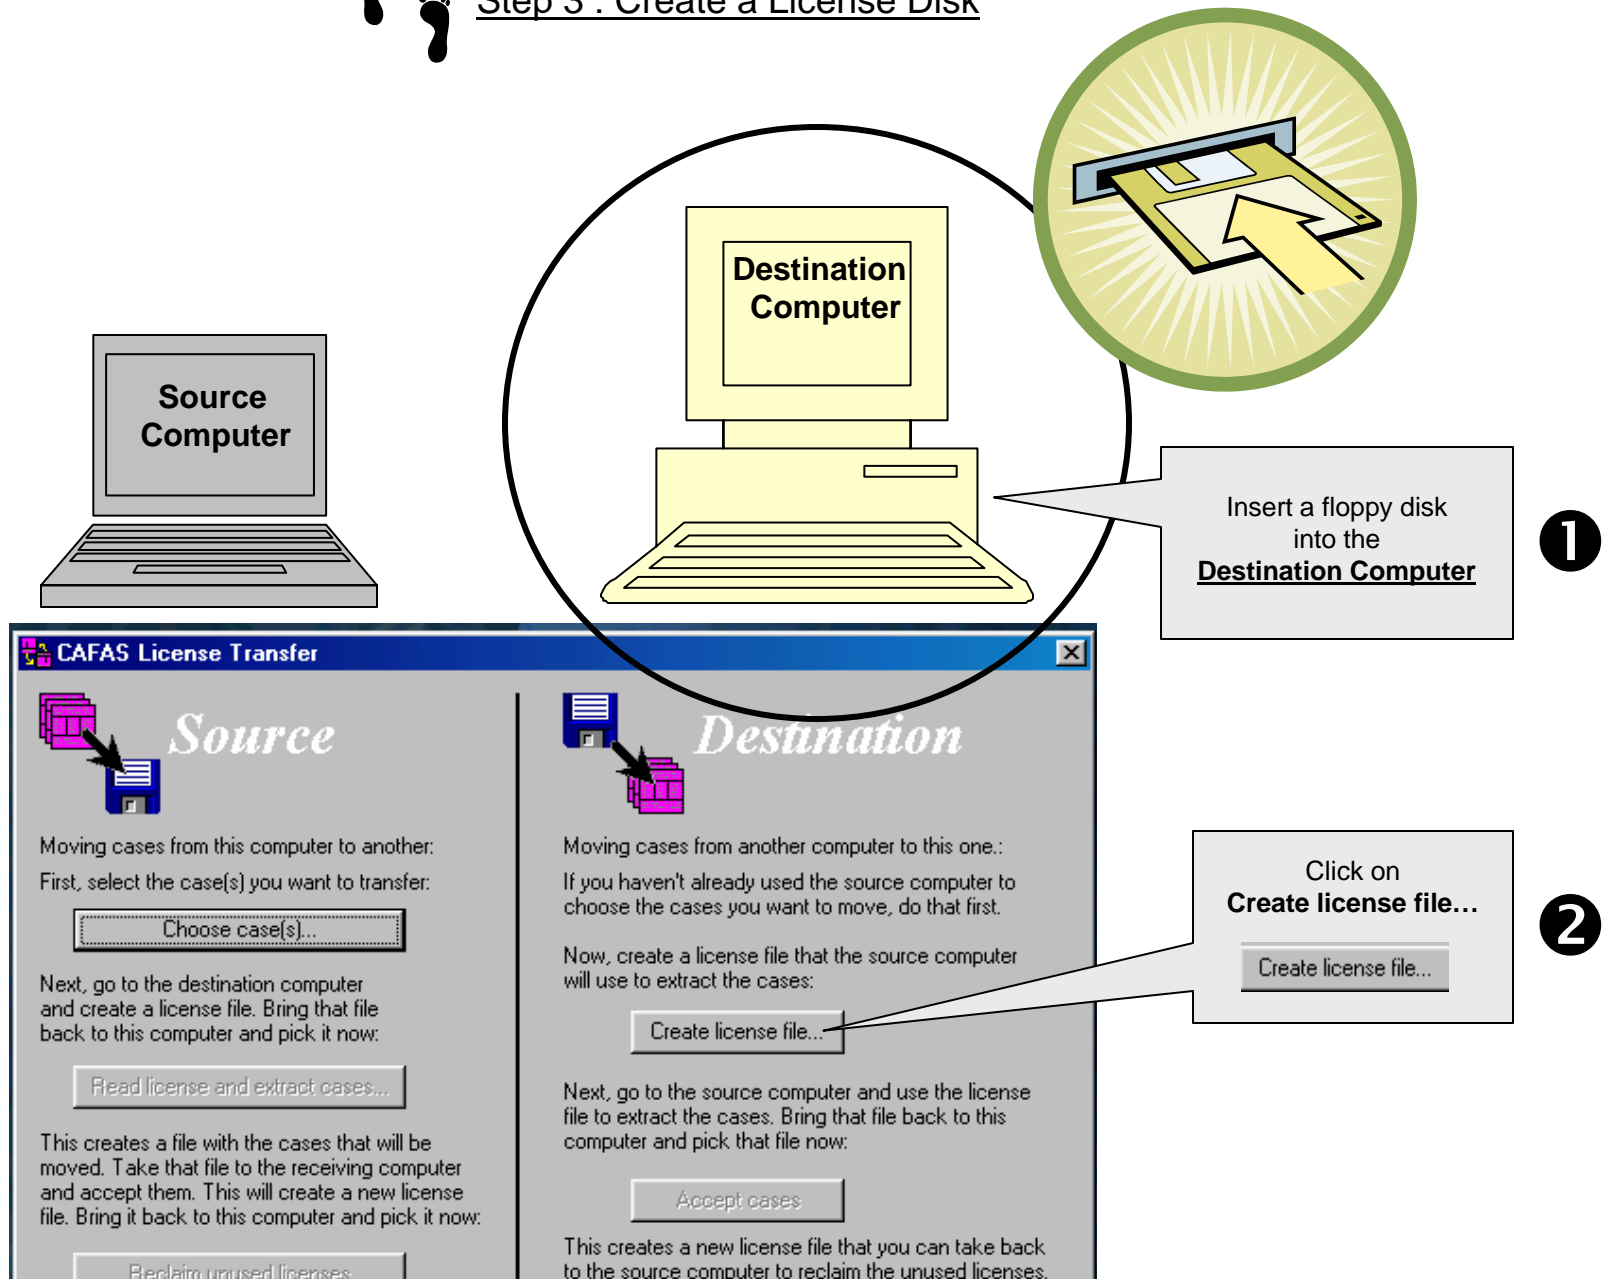 Step 3 : Create a License Disk
Destination
Computer
Source
Computer
Insert a floppy disk
into the
Destination Computer
1
CAFAS License Transfer
Source
Moving cases from this computer to another:
First, select the case(s) you want to transfer:
Choose case(s)...
Next, go to the destination computer
and create a license file. Bring that file
back to this computer and pick it now:
Read license and extract cases...
This creates a file with the cases that will be
moved. Take that file to the receiving computer
and accept them. This will create a new license
file. Bring it back to this computer and pick it now:
Reclaim unused licenses
Destination
Moving cases from another computer to this one.:
If you haven't already used the source computer to
choose the cases you want to move, do that first.
Now, create a license file that the source computer
will use to extract the cases:
Create license file...
Next, go to the source computer and use the license
file to extract the cases. Bring that file back to this
computer and pick that file now:
Accept cases
This creates a new license file that you can take back
to the source computer to reclaim the unused licenses.
Click on
Create license file...
Create license file...
2